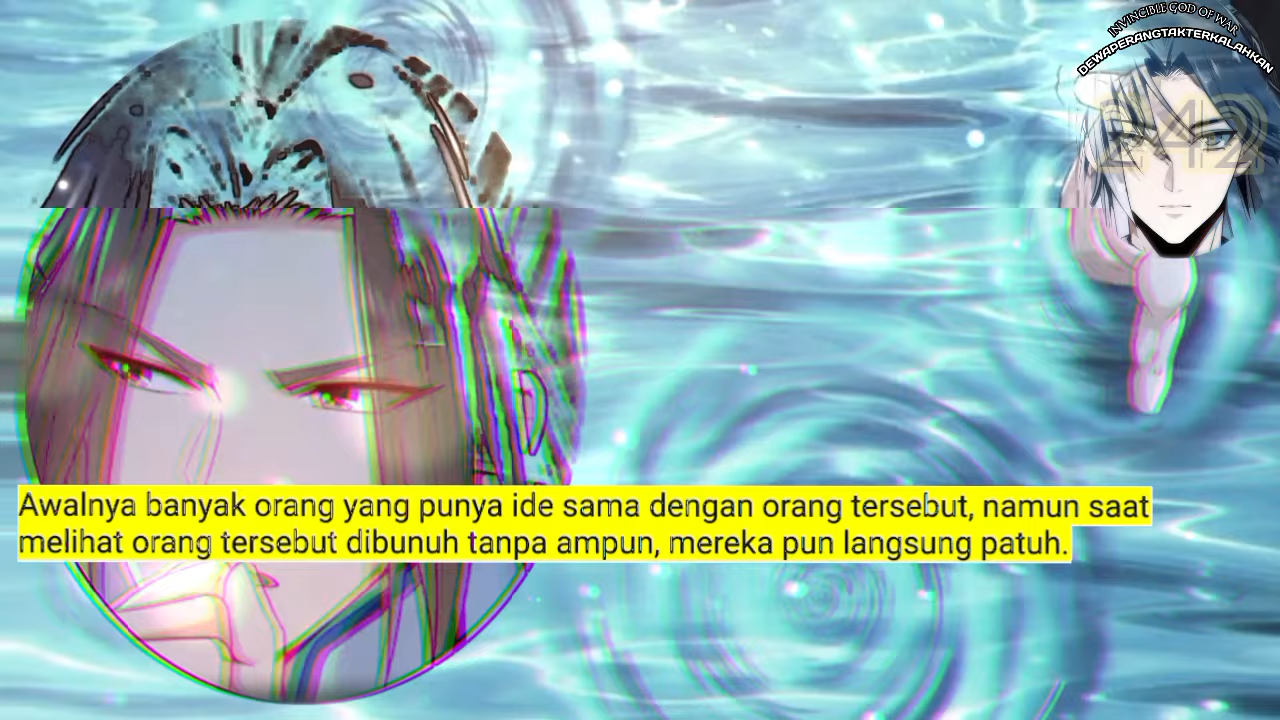 INVINCIBLE GOD OF WAR
DEWAPERANGTAKTERKALAHKAN
242
Awalnya banyak orang yang punya ide sama dengan orang tersebut, namun saat
melihat orang tersebut dibunuh tanpa ampun, mereka pun langsung patuh.